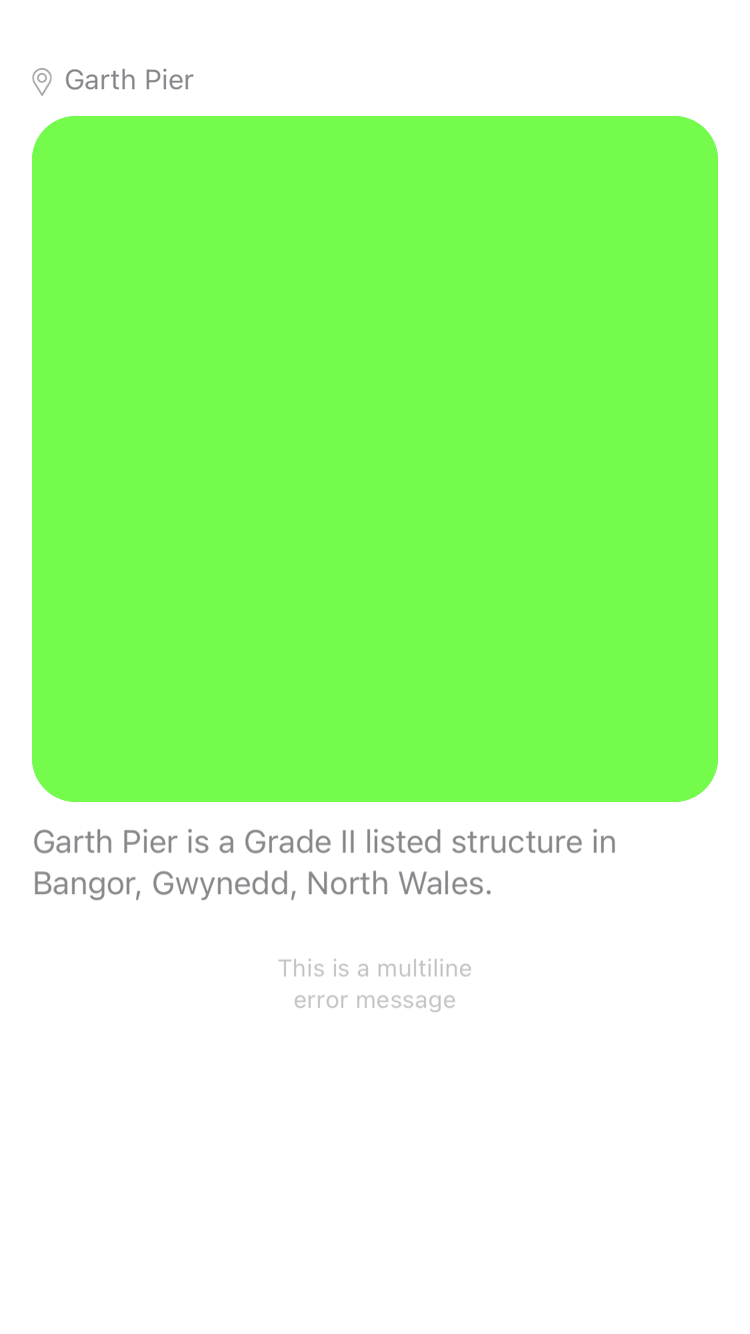 Garth Pier
Garth Pier is a Grade II listed structure in
Bangor, Gwynedd, North Wales.
This is a multiline
error message